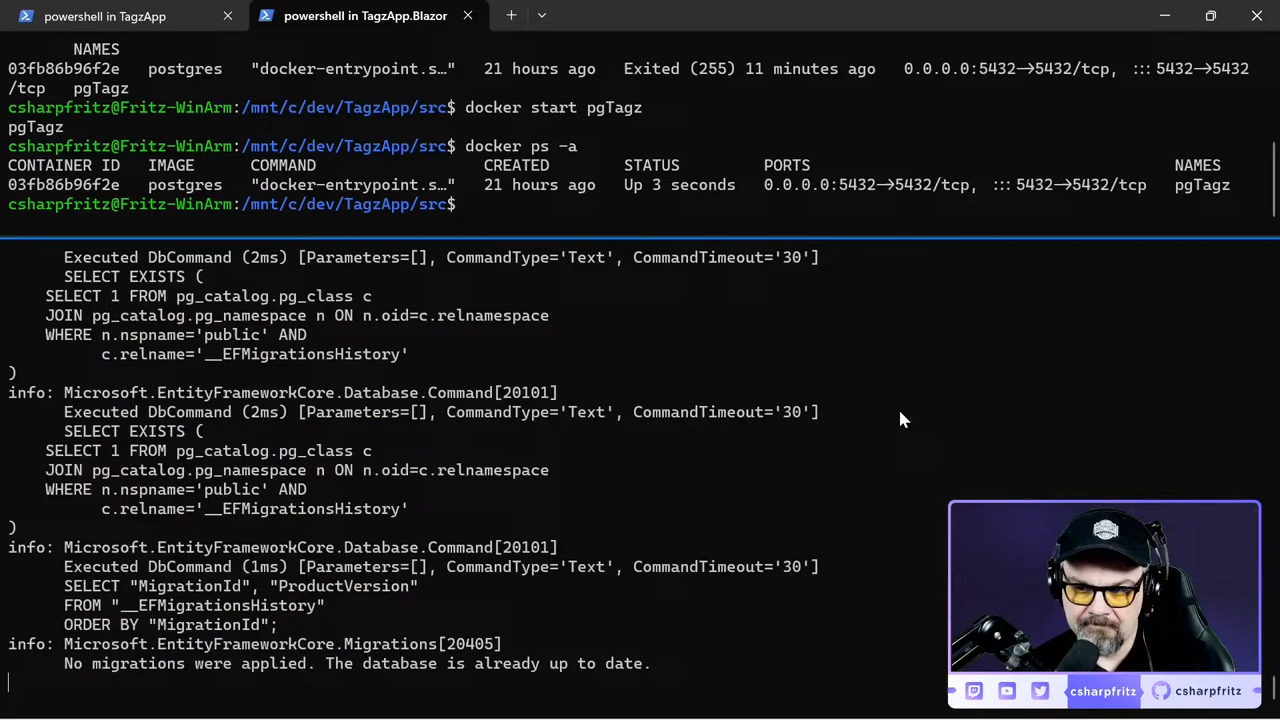 powershell in TagzApp
powershell in TagzApp.Blazor
NAMES
03fb86b96f2e postgres "docker-entrypoint.s…" 21 hours ago Exited (255) 11 minutes ago 0.0.0.0:5432->5432/tcp, :::5432->5432
/tcp pgTagz
csharpfritz@Fritz-WinArm:/mnt/c/dev/TagzApp/src$ docker start pgTagz
pgTagz
csharpfritz@Fritz-WinArm:/mnt/c/dev/TagzApp/src$ docker ps -a
CONTAINER ID IMAGE COMMAND CREATED STATUS PORTS NAMES
03fb86b96f2e postgres "docker-entrypoint.s…" 21 hours ago Up 3 seconds 0.0.0.0:5432->5432/tcp, :::5432->5432/tcp pgTagz
csharpfritz@Fritz-WinArm:/mnt/c/dev/TagzApp/src$
Executed DbCommand (2ms) [Parameters=[], CommandType='Text', CommandTimeout='30']
SELECT EXISTS (
SELECT 1 FROM pg_catalog.pg_class c
JOIN pg_catalog.pg_namespace n ON n.oid=c.relnamespace
WHERE n.nspname='public' AND
c.relname='__EFMigrationsHistory'
)
info: Microsoft.EntityFrameworkCore.Database.Command[20101]
Executed DbCommand (2ms) [Parameters=[], CommandType='Text', CommandTimeout='30']
SELECT EXISTS (
SELECT 1 FROM pg_catalog.pg_class c
JOIN pg_catalog.pg_namespace n ON n.oid=c.relnamespace
WHERE n.nspname='public' AND
c.relname='__EFMigrationsHistory'
)
info: Microsoft.EntityFrameworkCore.Database.Command[20101]
Executed DbCommand (1ms) [Parameters=[], CommandType='Text', CommandTimeout='30']
SELECT "MigrationId", "ProductVersion"
FROM "__EFMigrationsHistory"
ORDER BY "MigrationId";
info: Microsoft.EntityFrameworkCore.Migrations[20405]
No migrations were applied. The database is already up to date.
csharpfritz csharpfritz